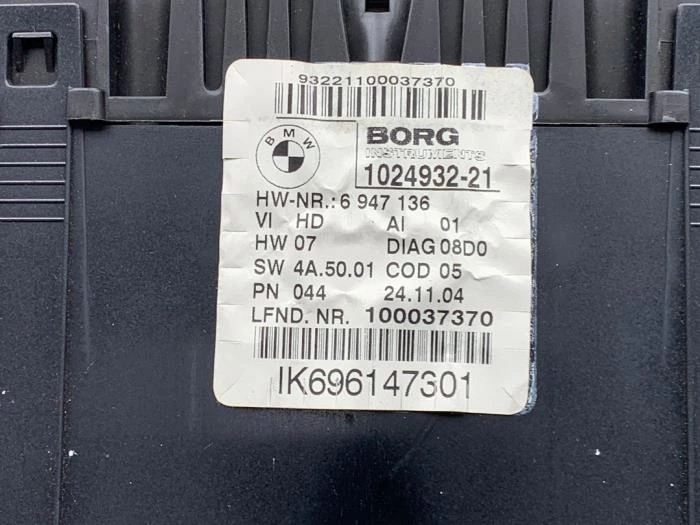 93221100037370
BMW
BORG
INSTRUMENTS
1024932-21
HW-NR.:6 947 136
VI HD AI 01
HW 07 DIAG 08D0
SW 4A.50.01 COD 05
PN 044 24.11.04
LFND. NR. 100037370
IK696147301